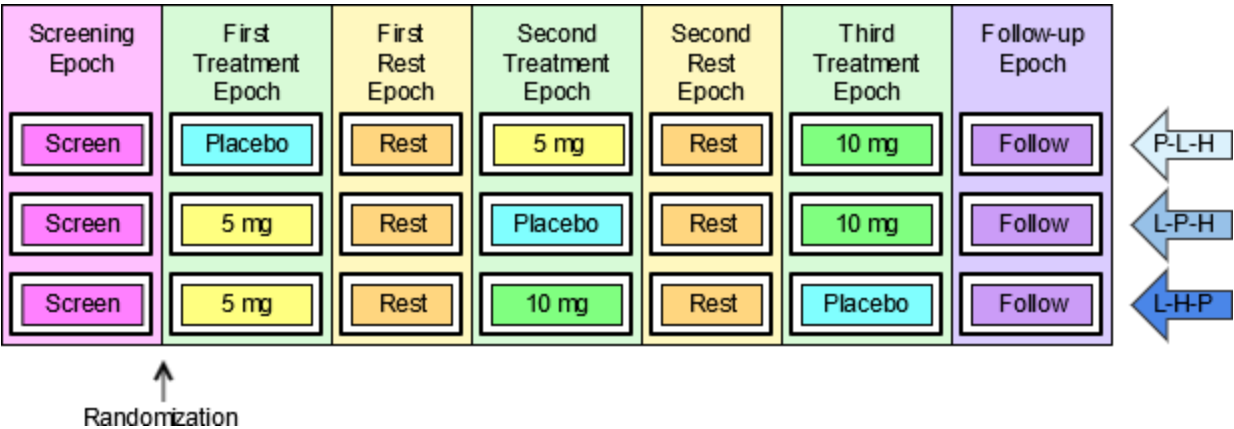 Screening
Epoch
First
Treatment
Epoch
First
Rest
Epoch
Second
Treatment
Epoch
Second
Rest
Epoch
Third
Treatment
Epoch
Follow-up
Epoch
Screen
Placebo
Rest
5 mg
Rest
10 mg
Follow
P-L-H
Screen
5 mg
Rest
Placebo
Rest
10 mg
Follow
L-P-H
Screen
5 mg
Rest
10 mg
Rest
Placebo
Follow
L-H-P
Randomization